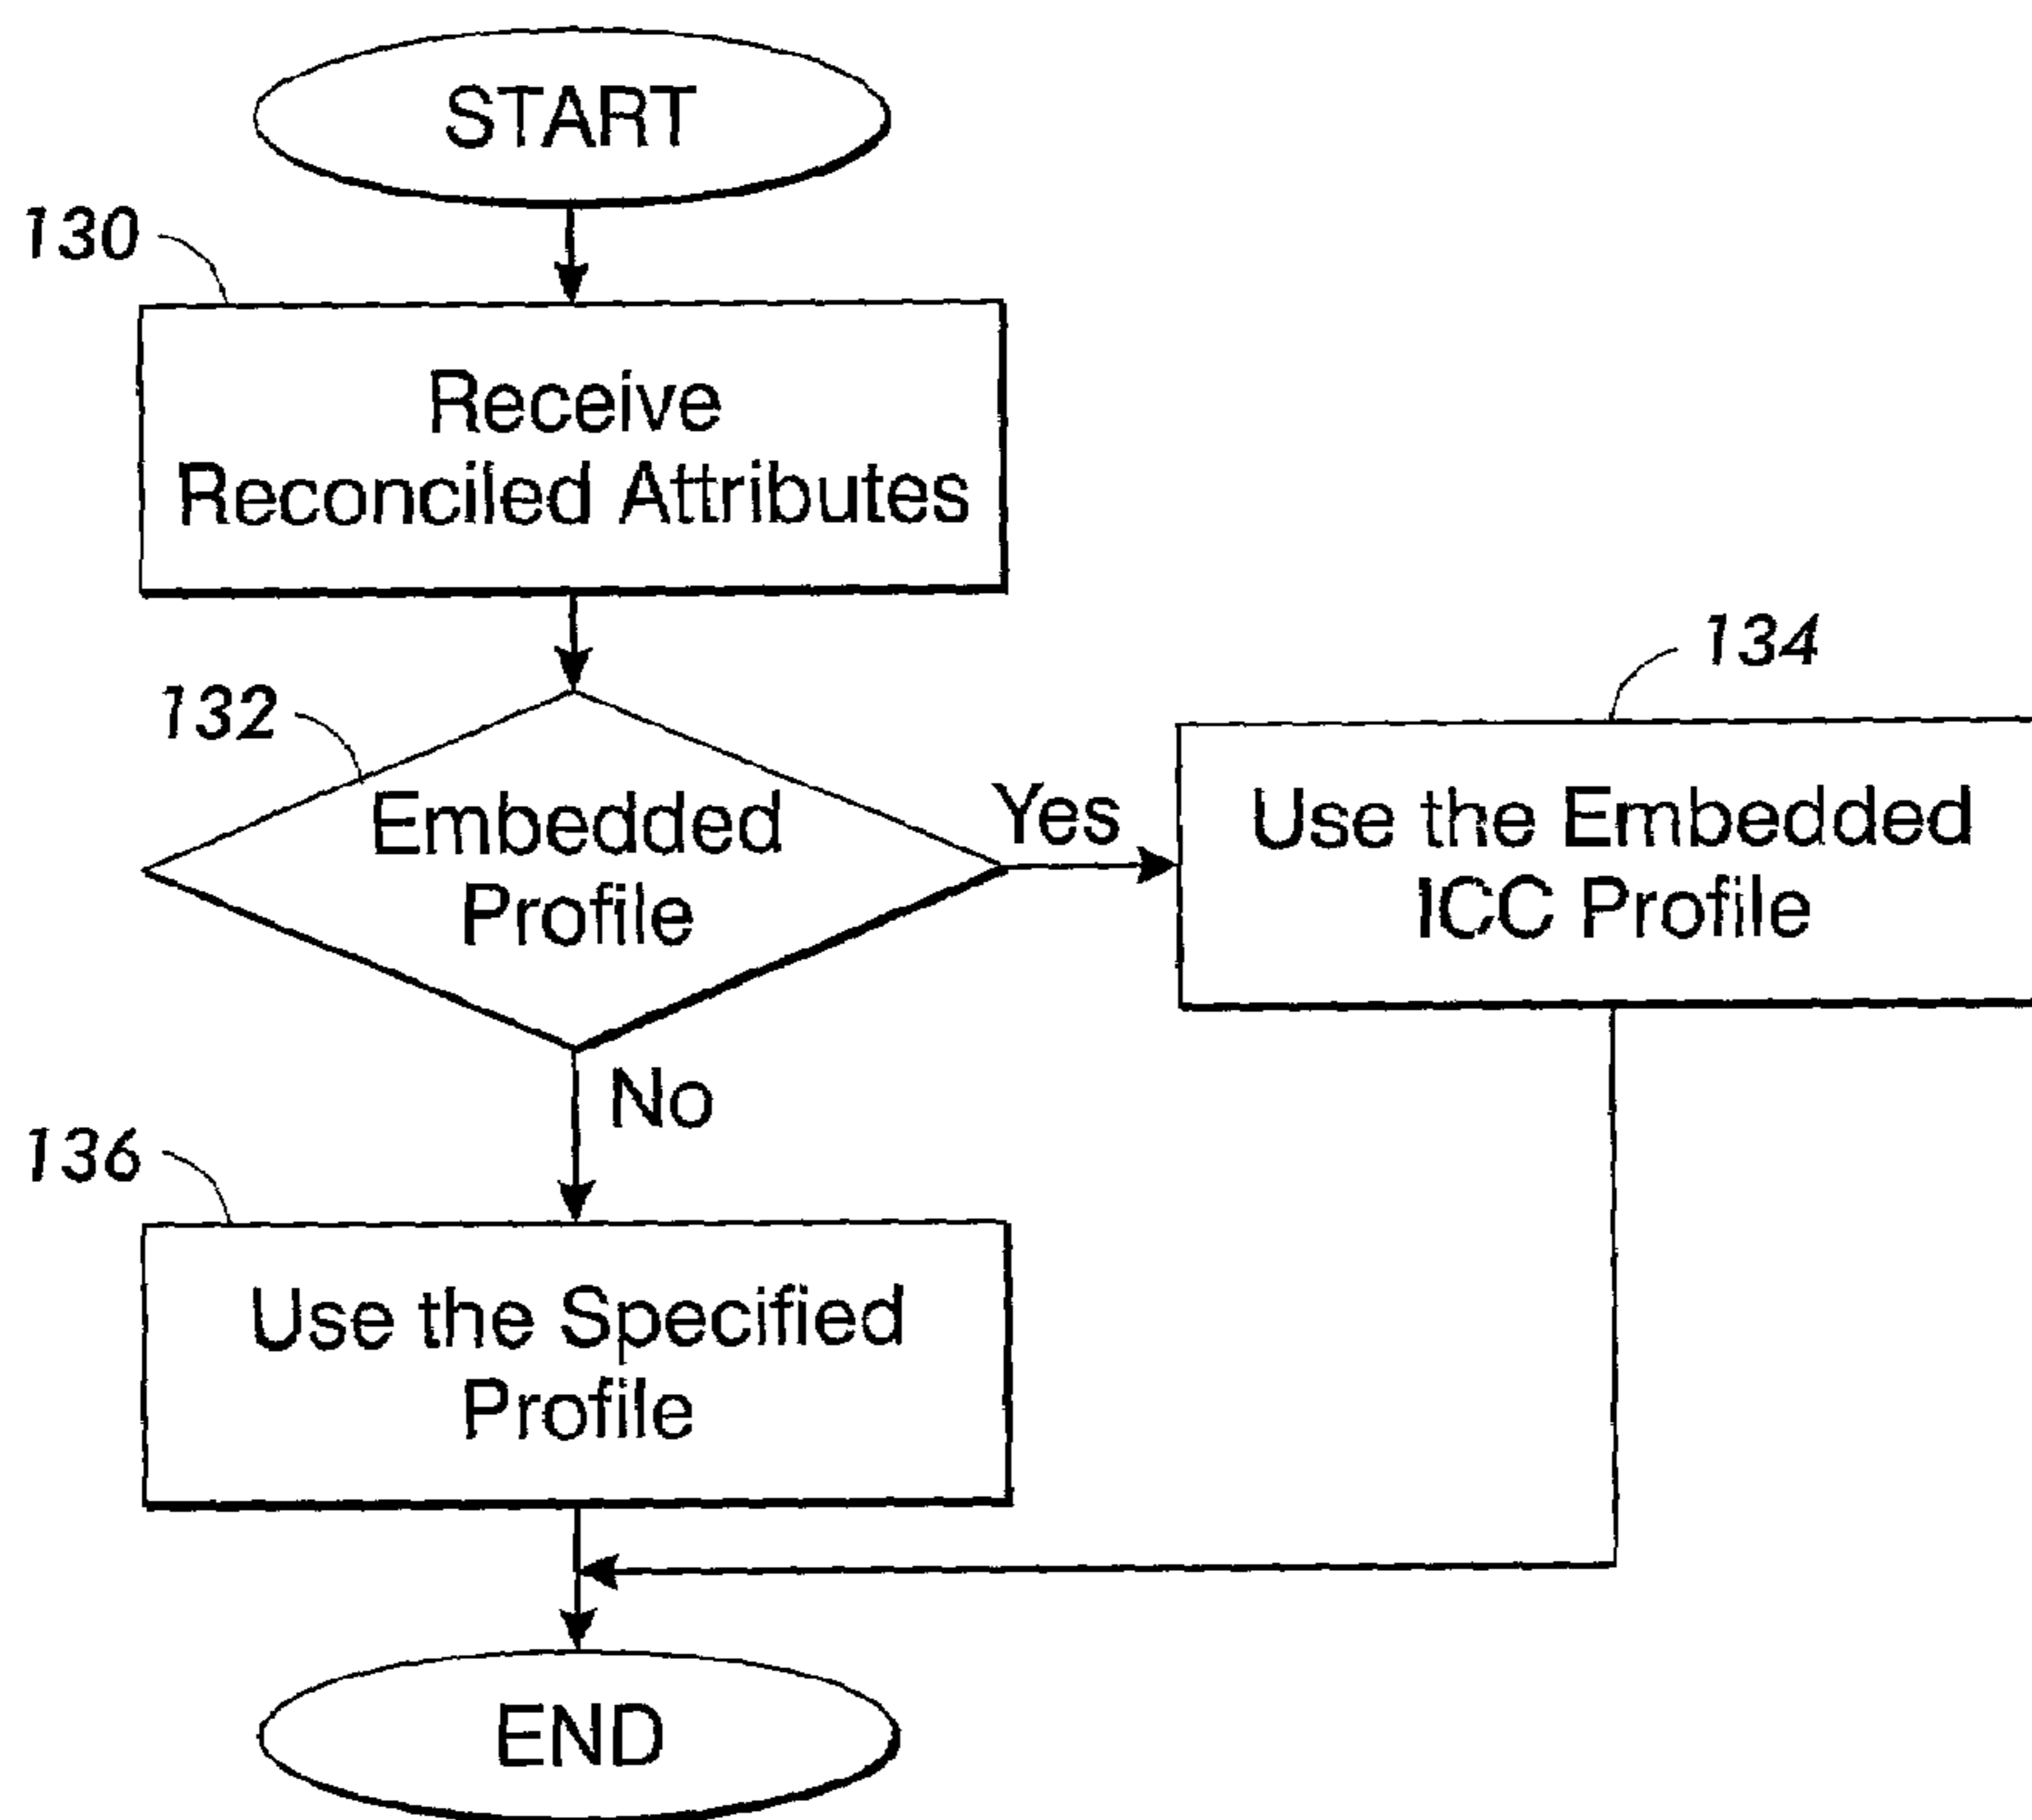 START
130
Receive
Reconciled Attributes
132
Embedded
Profile
Yes
134
Use the Embedded
ICC Profile
No
136
Use the Specified
Profile
END